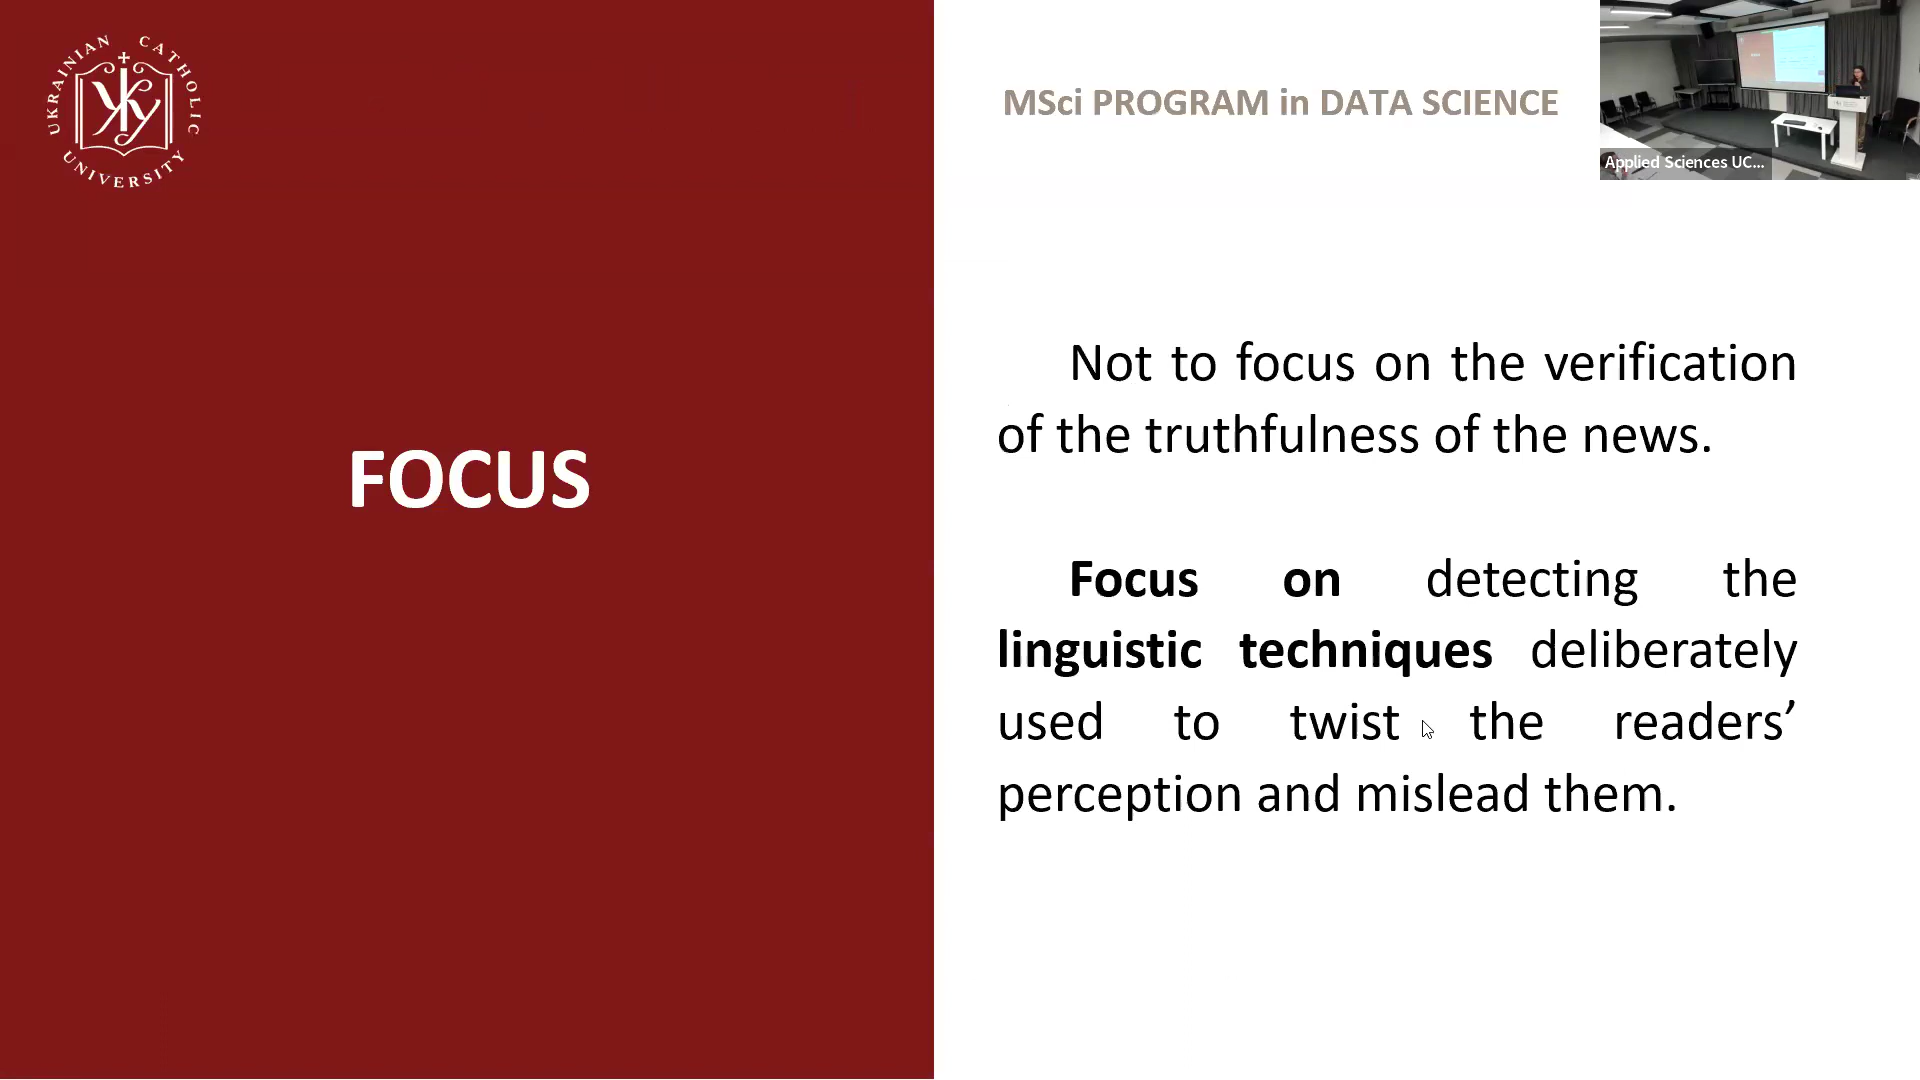 UKRAINIAN CATHOLIC
UNIVERSITY
MSci PROGRAM in DATA SCIENCE
Applied Sciences UC...
FOCUS
Not to focus on the verification
of the truthfulness of the news.
Focus on detecting the
linguistic techniques deliberately
used to twist the readers’
perception and mislead them.